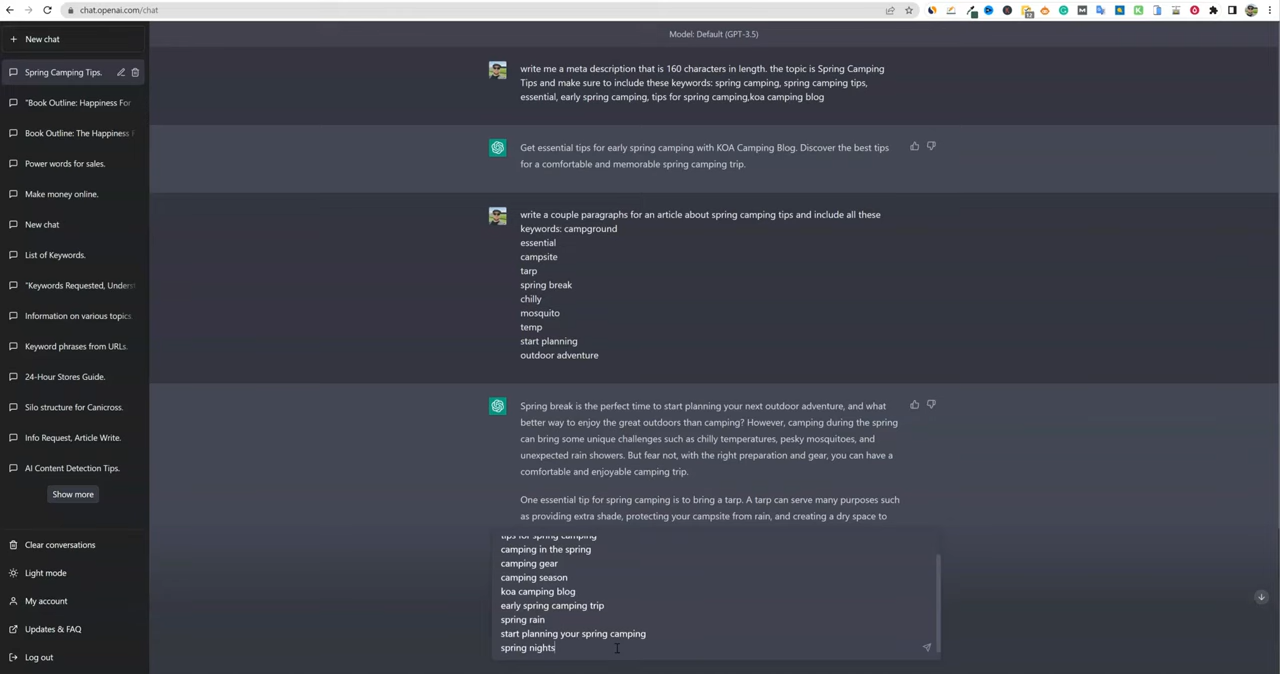 chat.openai.com/chat
12
New chat
Model: Default (GPT-3.5)
Spring Camping Tips.
"Book Outline: Happiness For
Book Outline: The Happiness F
Power words for sales.
Make money online.
New chat
List of Keywords.
"Keywords Requested, Underst
Information on various topics.
Keyword phrases from URLs.
24-Hour Stores Guide.
Silo structure for Canicross.
Info Request, Article Write.
AI Content Detection Tips.
Show more
Clear conversations
Light mode
My account
Updates & FAQ
Log out
write me a meta description that is 160 characters in length. the topic is Spring Camping
Tips and make sure to include these keywords: spring camping, spring camping tips,
essential, early spring camping, tips for spring camping,koa camping blog
Get essential tips for early spring camping with KOA Camping Blog. Discover the best tips
for a comfortable and memorable spring camping trip.
write a couple paragraphs for an article about spring camping tips and include all these
keywords: campground
essential
campsite
tarp
spring break
chilly
mosquito
temp
start planning
outdoor adventure
Spring break is the perfect time to start planning your next outdoor adventure, and what
better way to enjoy the great outdoors than camping? However, camping during the spring
can bring some unique challenges such as chilly temperatures, pesky mosquitoes, and
unexpected rain showers. But fear not, with the right preparation and gear, you can have a
comfortable and enjoyable camping trip.
One essential tip for spring camping is to bring a tarp. A tarp can serve many purposes such
as providing extra shade, protecting your campsite from rain, and creating a dry space to
tips for spring camping
camping in the spring
camping gear
camping season
koa camping blog
early spring camping trip
spring rain
start planning your spring camping
spring nights